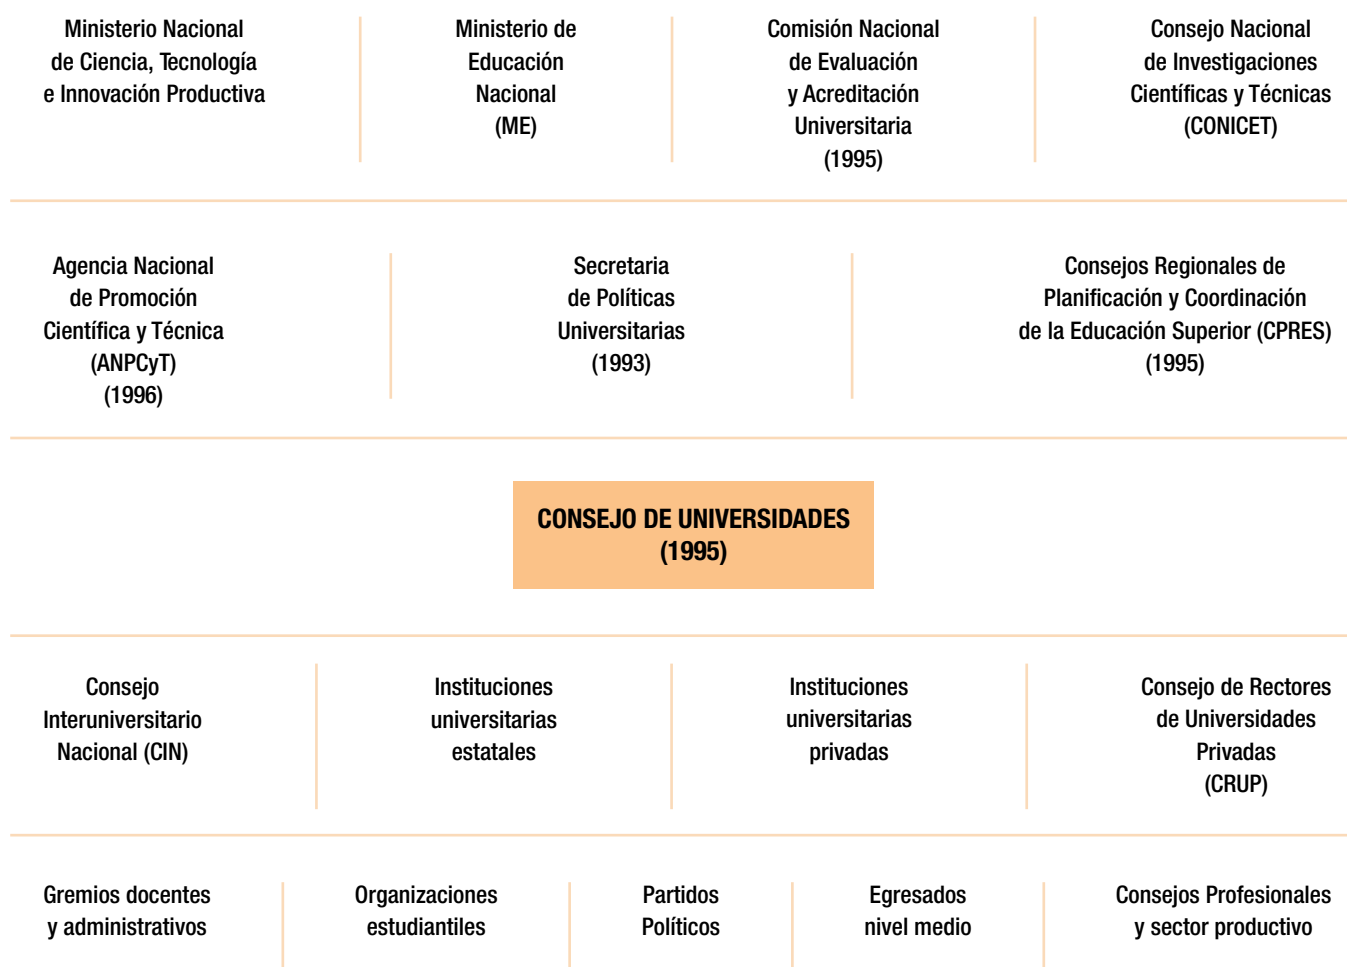 Ministerio Nacional
de Ciencia, Tecnología
e Innovación Productiva
Ministerio de
Educación
Nacional
(ME)
Comisión Nacional
de Evaluación
y Acreditación
Universitaria
(1995)
Consejo Nacional
de Investigaciones
Científicas y Técnicas
(CONICET)
Agencia Nacional
de Promoción
Científica y Técnica
(ANPCyT)
(1996)
Secretaria
de Políticas
Universitarias
(1993)
Consejos Regionales de
Planificación y Coordinación
de la Educación Superior (CPRES)
(1995)
CONSEJO DE UNIVERSIDADES
(1995)
Consejo
Interuniversitario
Nacional (CIN)
Instituciones
universitarias
estatales
Instituciones
universitarias
privadas
Consejo de Rectores
de Universidades
Privadas
(CRUP)
Gremios docentes
y administrativos
Organizaciones
estudiantiles
Partidos
Políticos
Egresados
nivel medio
Consejos Profesionales
y sector productivo